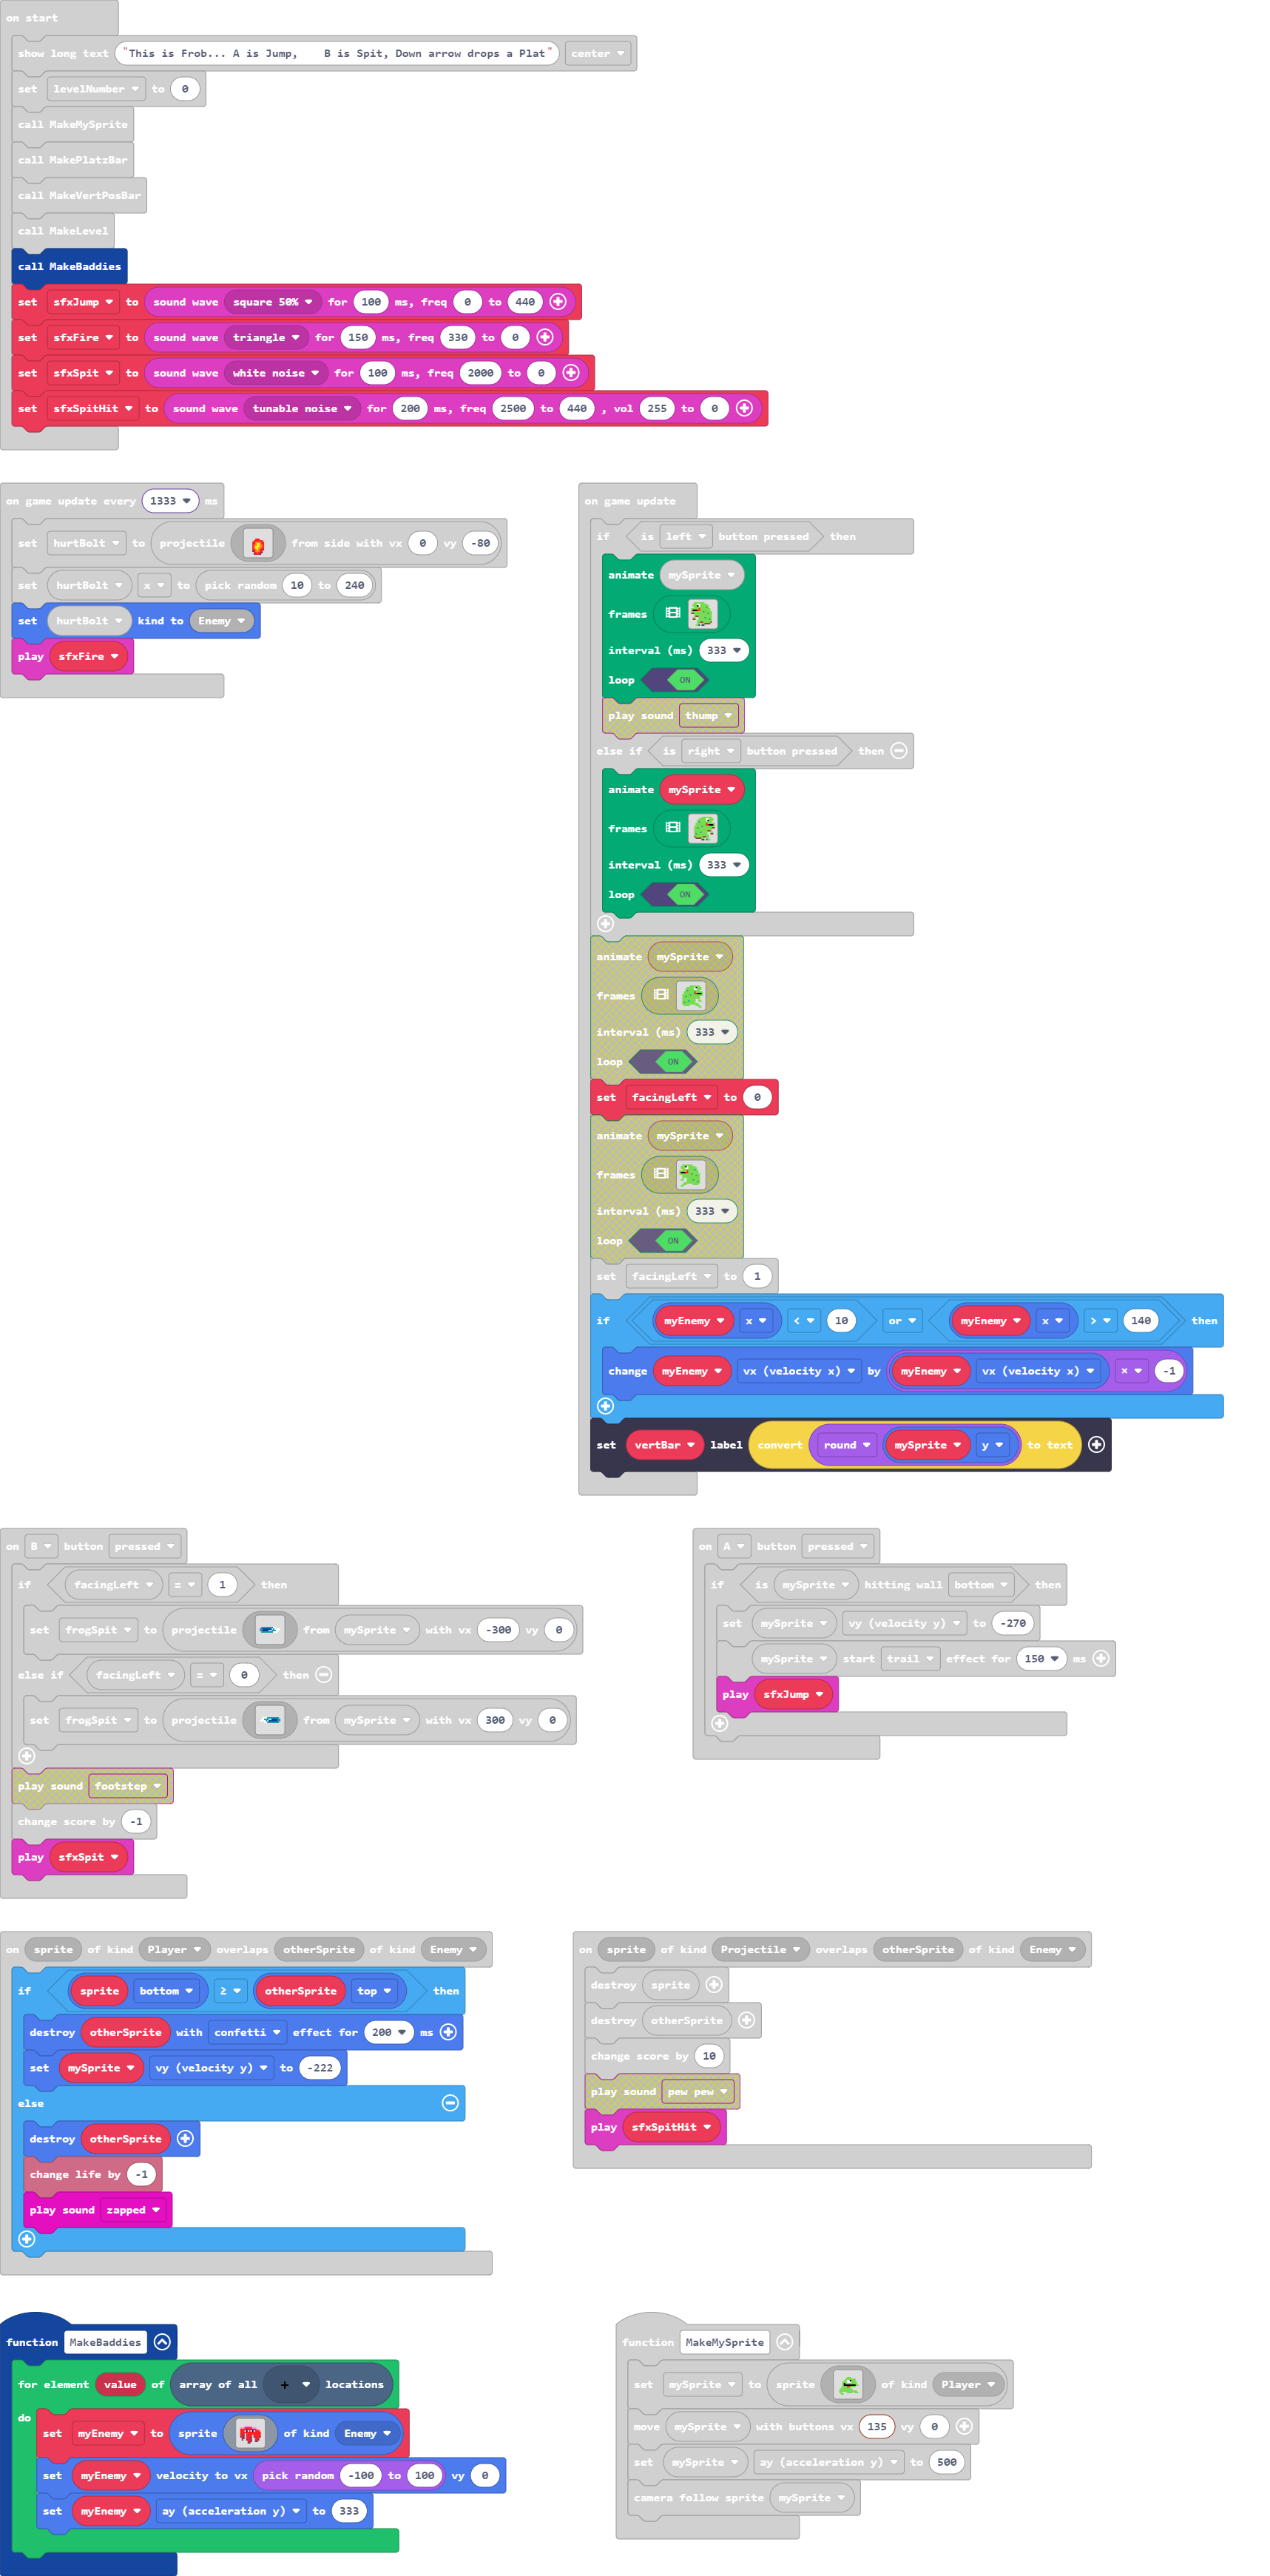 on start
show long text "This is Frob... A is Jump,    B is Spit, Down arrow drops a Plat" center
set levelNumber to 0
call MakeMySprite
call MakePlatzBar
call MakeVertPosBar
call MakeLevel
call MakeBaddies
set sfxJump to sound wave square 50% for 100 ms, freq 0 to 440
set sfxFire to sound wave triangle for 150 ms, freq 330 to 0
set sfxSpit to sound wave white noise for 100 ms, freq 2000 to 0
set sfxSpitHit to sound wave tunable noise for 200 ms, freq 2500 to 440 , vol 255 to 0
on game update every 1333 ms
set hurtBolt to projectile from side with vx 0 vy -80
set hurtBolt x to pick random 10 to 240
set hurtBolt kind to Enemy
play sfxFire
on game update
if is left button pressed then
animate mySprite
frames
interval (ms) 333
loop ON
play sound thump
else if is right button pressed then
animate mySprite
frames
interval (ms) 333
loop ON
animate mySprite
frames
interval (ms) 333
loop ON
set facingLeft to 0
animate mySprite
frames
interval (ms) 333
loop ON
set facingLeft to 1
if myEnemy x < 10 or myEnemy x > 140 then
change myEnemy vx (velocity x) by myEnemy vx (velocity x) × -1
set vertBar label convert round mySprite y to text
on B button pressed
if facingLeft = 1 then
set frogSpit to projectile from mySprite with vx -300 vy 0
else if facingLeft = 0 then
set frogSpit to projectile from mySprite with vx 300 vy 0
play sound footstep
change score by -1
play sfxSpit
on A button pressed
if is mySprite hitting wall bottom then
set mySprite vy (velocity y) to -270
mySprite start trail effect for 150 ms
play sfxJump
on sprite of kind Player overlaps otherSprite of kind Enemy
if sprite bottom ≥ otherSprite top then
destroy otherSprite with confetti effect for 200 ms
set mySprite vy (velocity y) to -222
else
destroy otherSprite
change life by -1
play sound zapped
on sprite of kind Projectile overlaps otherSprite of kind Enemy
destroy sprite
destroy otherSprite
change score by 10
play sound pew pew
play sfxSpitHit
function MakeBaddies
for element value of array of all locations
do
set myEnemy to sprite of kind Enemy
set myEnemy velocity to vx pick random -100 to 100 vy 0
set myEnemy ay (acceleration y) to 333
function MakeMySprite
set mySprite to sprite of kind Player
move mySprite with buttons vx 135 vy 0
set mySprite ay (acceleration y) to 500
camera follow sprite mySprite